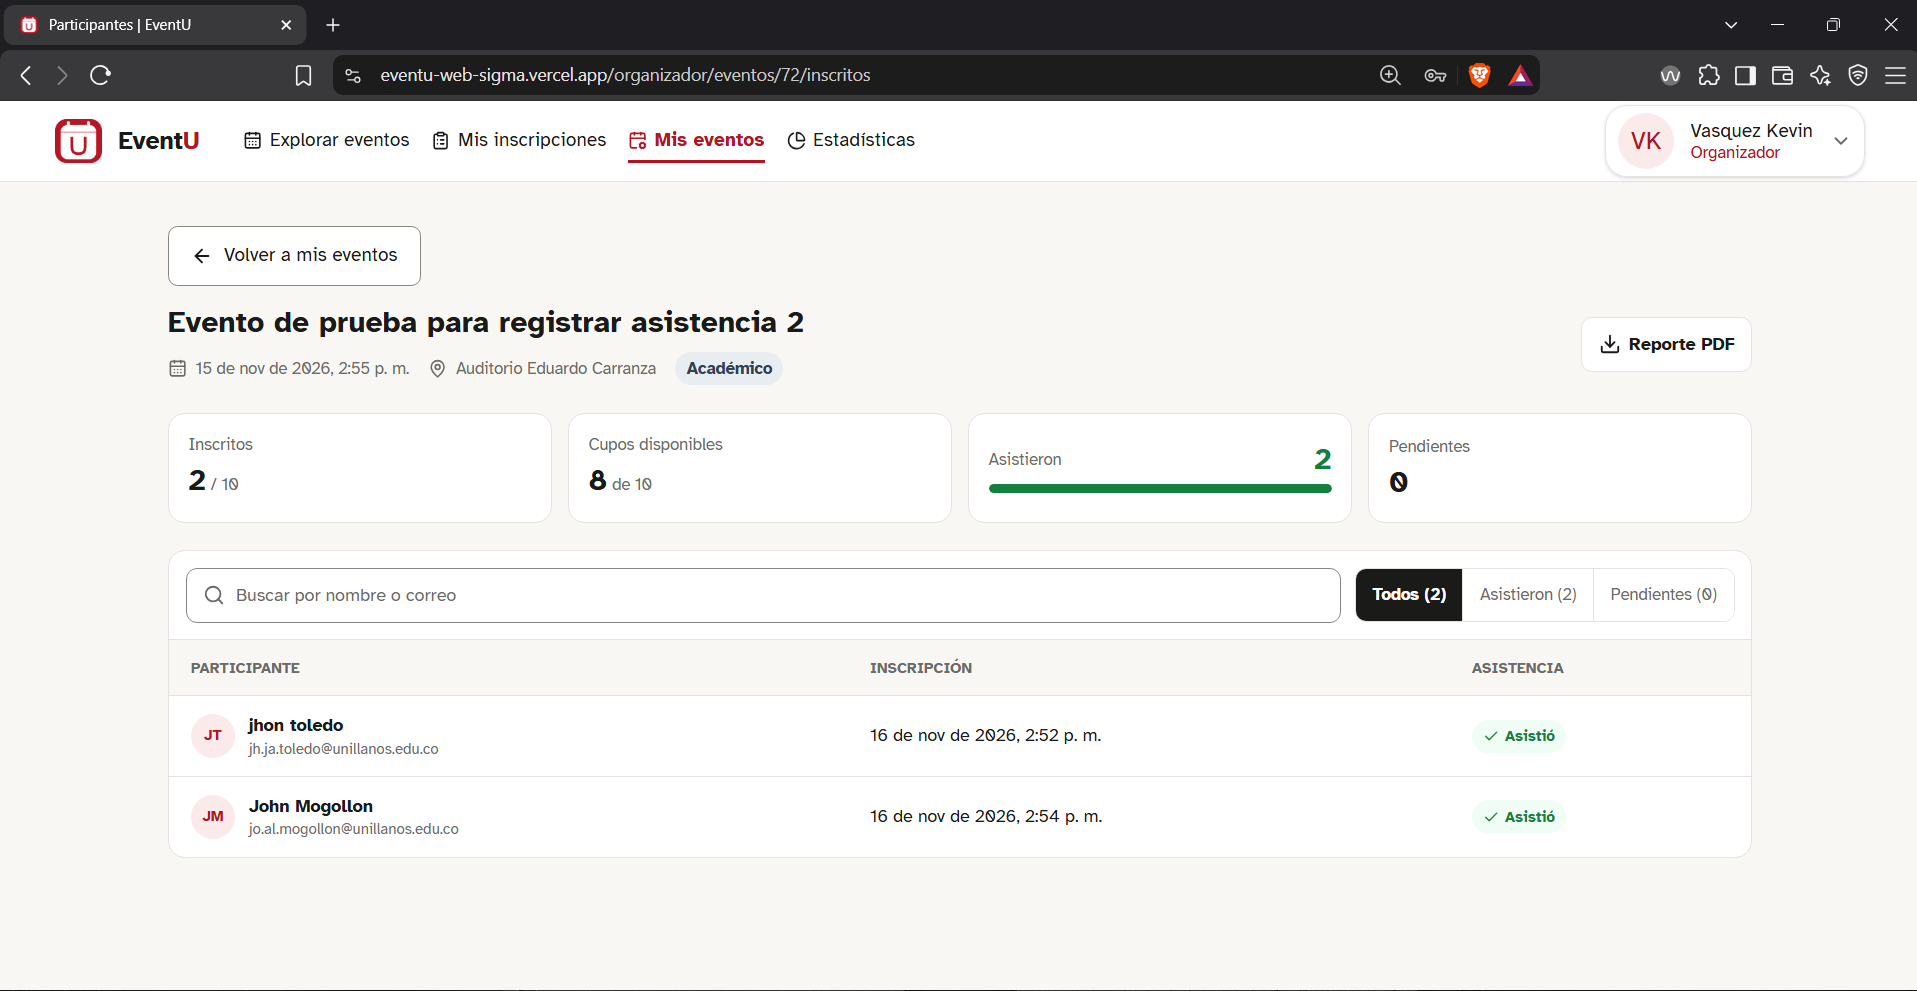 Participantes | EventU
eventu-web-sigma.vercel.app/organizador/eventos/72/inscritos
EventU
Explorar eventos
Mis inscripciones
Mis eventos
Estadísticas
VK
Vasquez Kevin
Organizador
Volver a mis eventos
Evento de prueba para registrar asistencia 2
15 de nov de 2026, 2:55 p. m.
Auditorio Eduardo Carranza
Académico
Reporte PDF
Inscritos
2 / 10
Cupos disponibles
8 de 10
Asistieron
2
Pendientes
0
Buscar por nombre o correo
Todos (2)
Asistieron (2)
Pendientes (0)
PARTICIPANTE
INSCRIPCIÓN
ASISTENCIA
JT
jhon toledo
jh.ja.toledo@unillanos.edu.co
16 de nov de 2026, 2:52 p. m.
Asistió
JM
John Mogollon
jo.al.mogollon@unillanos.edu.co
16 de nov de 2026, 2:54 p. m.
Asistió